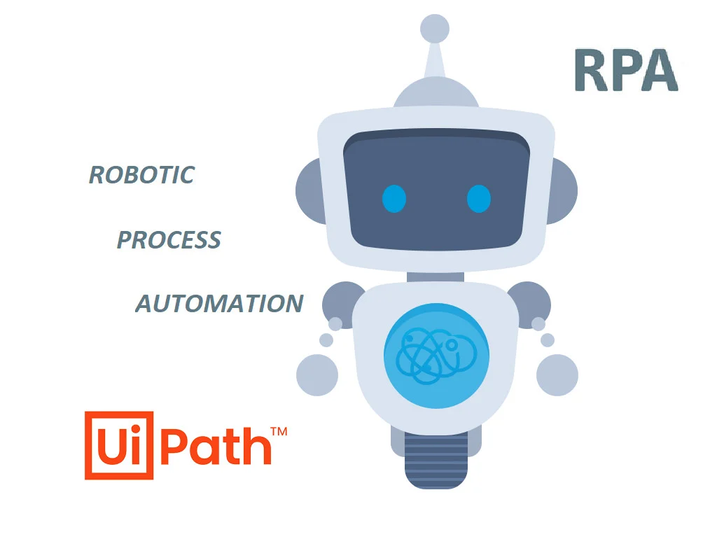 RPA
ROBOTIC
PROCESS
AUTOMATION
UiPath™